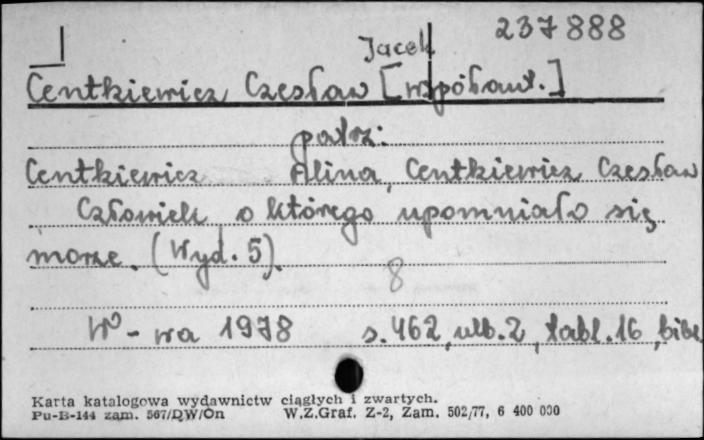 237888
Jacek
Centkiewicz Czesław [współaut.]
patrz:
Centkiewicz Alina, Centkiewicz Czesław
Człowiek o którego upomniało się
morze. (Wyd. 5).
8
W-wa 1978 s. 462, nlb. 2, tabl. 16, bibl
Karta katalogowa wydawnictw ciągłych i zwartych.
Pu-B-144 zam. 567/DW/On W.Z.Graf. Z-2, Zam. 502/77, 6 400 000